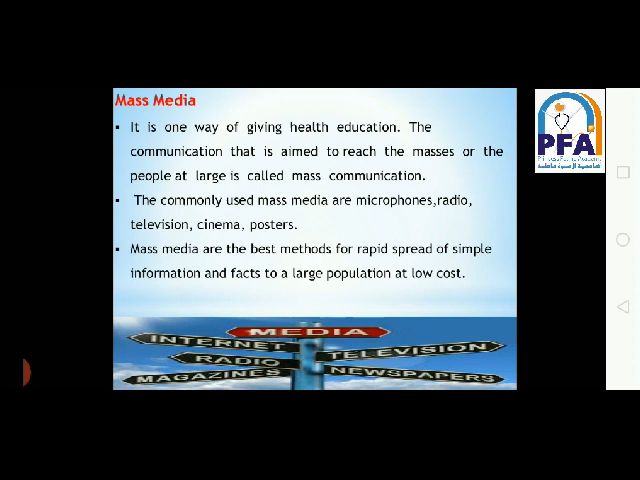 Mass Media
▪ It is one way of giving health education. The
communication that is aimed to reach the masses or the
people at large is called mass communication.
▪ The commonly used mass media are microphones,radio,
television, cinema, posters.
▪ Mass media are the best methods for rapid spread of simple
information and facts to a large population at low cost.
PFA
MEDIA
INTERNET
TELEVISION
RADIO
MAGAZINES
NEWSPAPERS